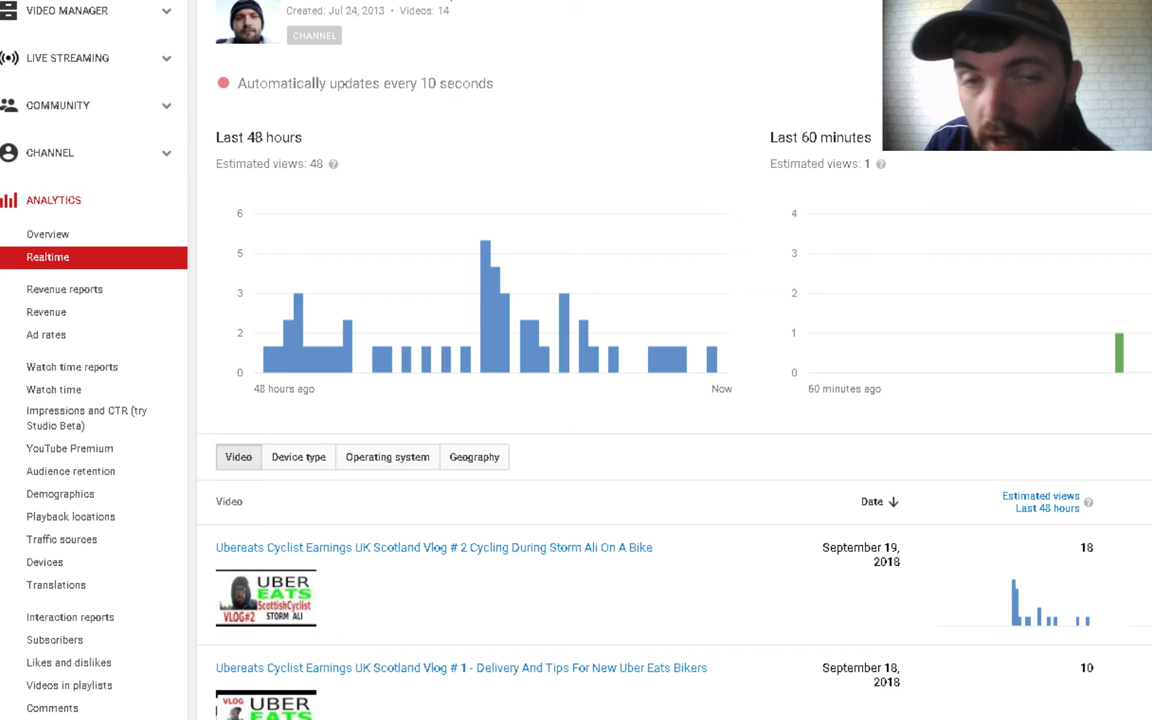 VIDEO MANAGER
Created: Jul 24, 2013 • Videos: 14
CHANNEL
LIVE STREAMING
Automatically updates every 10 seconds
COMMUNITY
Last 48 hours
Last 60 minutes
CHANNEL
Estimated views: 48 ?
Estimated views: 1 ?
ANALYTICS
6
5
3
2
0
48 hours ago
Now
4
3
2
1
0
60 minutes ago
Overview
Realtime
Revenue reports
Revenue
Ad rates
Watch time reports
Watch time
Impressions and CTR (try
Studio Beta)
YouTube Premium
Audience retention
Demographics
Playback locations
Traffic sources
Devices
Translations
Interaction reports
Subscribers
Likes and dislikes
Videos in playlists
Comments
Video
Device type
Operating system
Geography
Video
Date
Estimated views
Last 48 hours ?
Ubereats Cyclist Earnings UK Scotland Vlog # 2 Cycling During Storm Ali On A Bike
September 19,
2018
18
UBER
EATS
ScottishCyclist
VLOG#2 STORM ALI
Ubereats Cyclist Earnings UK Scotland Vlog # 1 - Delivery And Tips For New Uber Eats Bikers
September 18,
2018
10
VLOG UBER
EATS